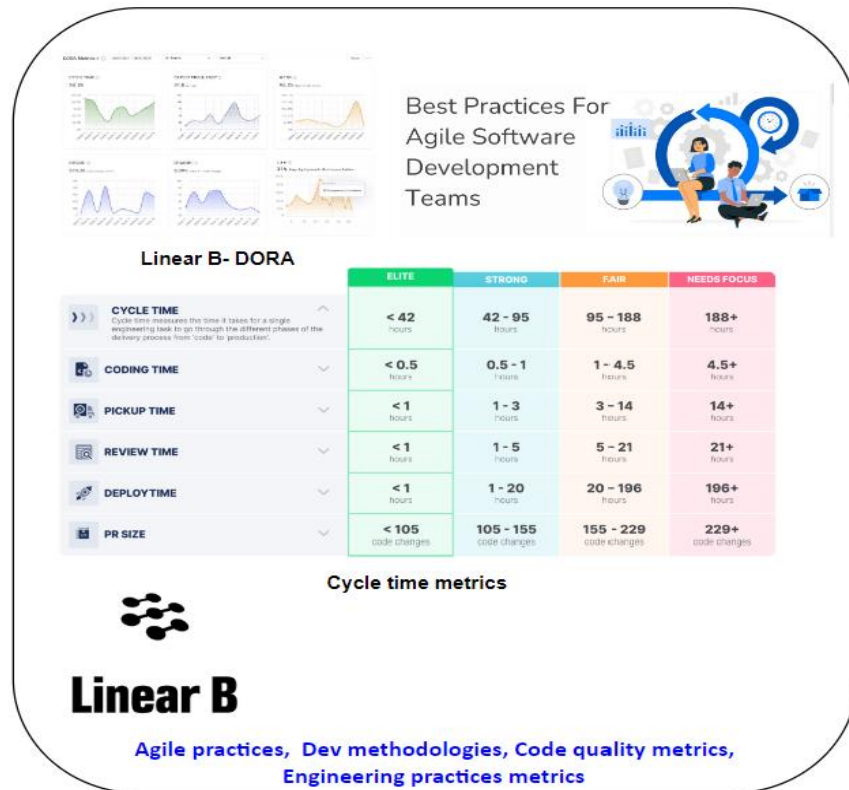 DORA Metrics
CYCLE TIME
DEPLOY TIME
Best Practices For
Agile Software
Development
Teams
Linear B- DORA
ELITE STRONG FAIR NEEDS FOCUS
CYCLE TIME
Cycle time measures the time it takes for a single
engineering task to go through the different phases of the
delivery process from 'code' to 'production'.
< 42 42 - 95 95 – 188 188+
hours hours hours hours
CODING TIME
< 0.5 0.5 - 1 1 - 4.5 4.5+
hours hours hours hours
PICKUP TIME
< 1 1 - 3 3 – 14 14+
hours hours hours hours
REVIEW TIME
< 1 1 - 5 5 – 21 21+
hours hours hours hours
DEPLOYTIME
< 1 1 - 20 20 – 196 196+
hours hours hours hours
PR SIZE
< 105 105 - 155 155 - 229 229+
code changes code changes code changes code changes
Cycle time metrics
Linear B
Agile practices, Dev methodologies, Code quality metrics,
Engineering practices metrics